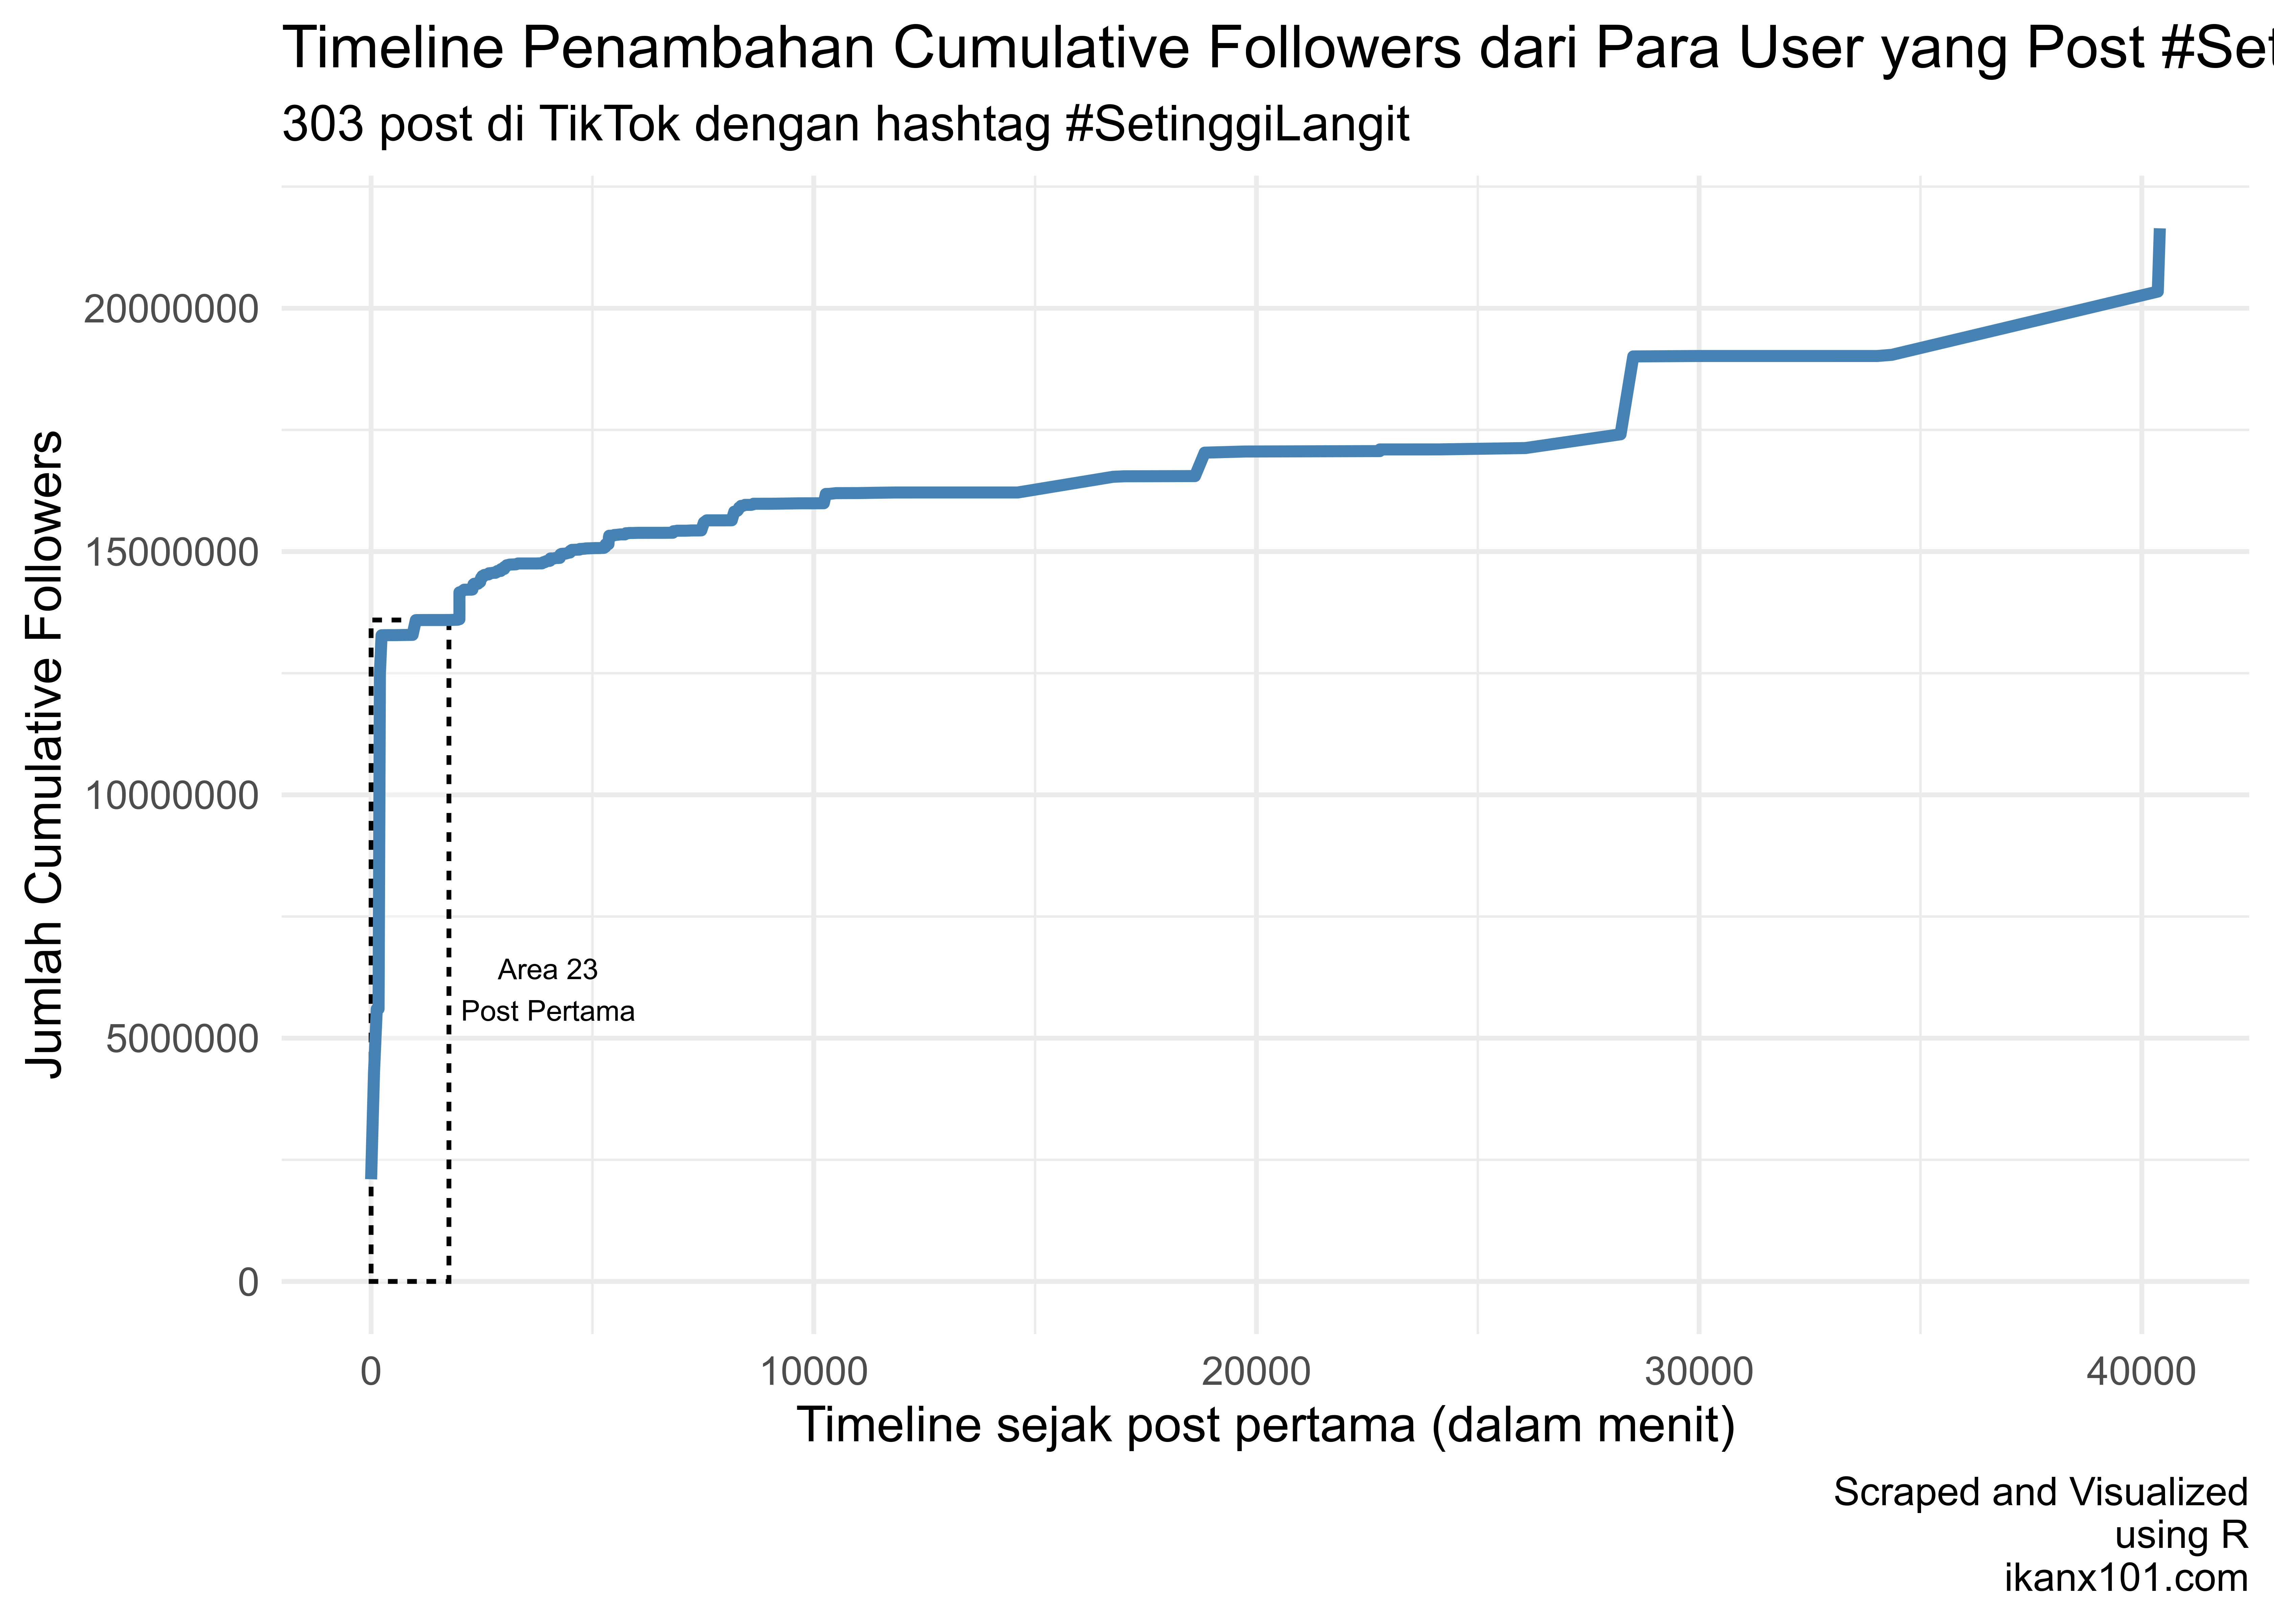 Timeline Penambahan Cumulative Followers dari Para User yang Post #Set
303 post di TikTok dengan hashtag #SetinggiLangit
Jumlah Cumulative Followers
20000000
15000000
10000000
5000000
0
Area 23
Post Pertama
0 10000 20000 30000 40000
Timeline sejak post pertama (dalam menit)
Scraped and Visualized
using R
ikanx101.com